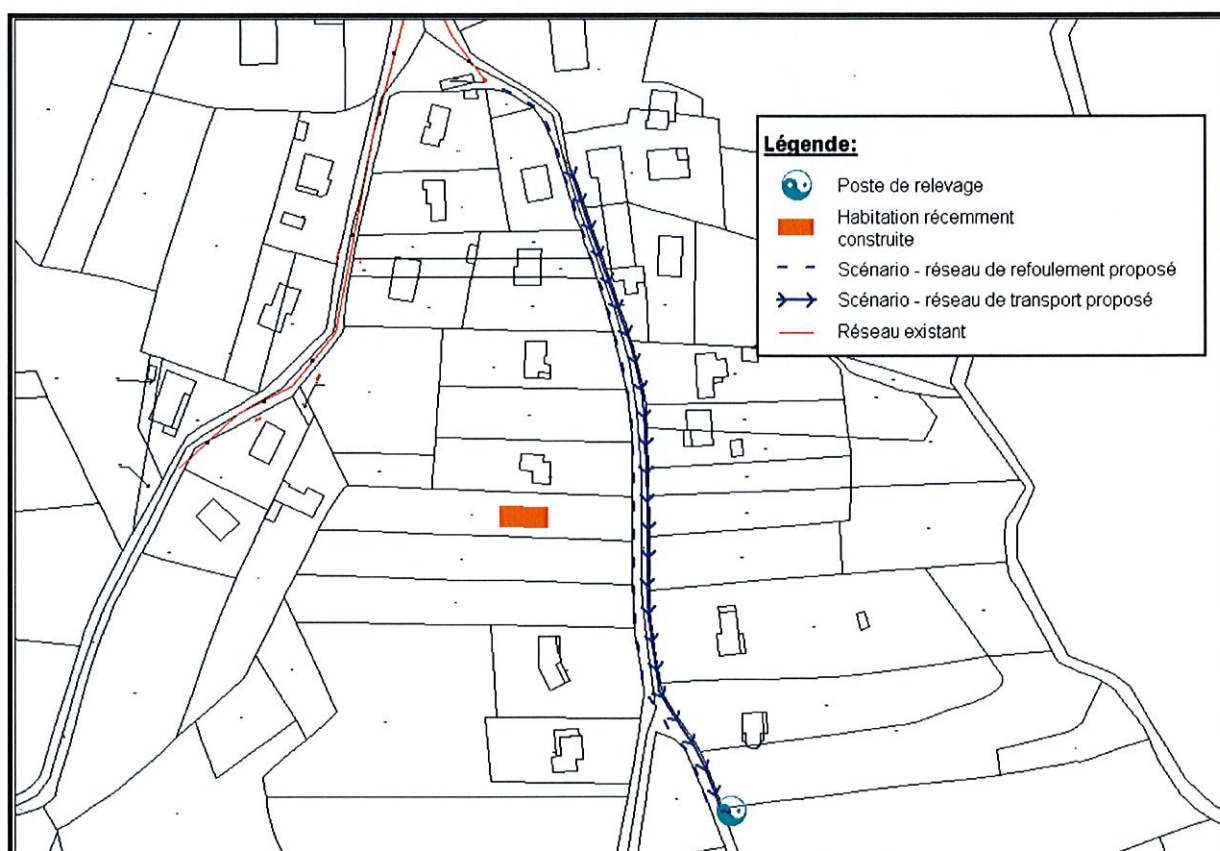 Légende:
Poste de relevage
Habitation récemment
construite
Scénario - réseau de refoulement proposé
Scénario - réseau de transport proposé
Réseau existant